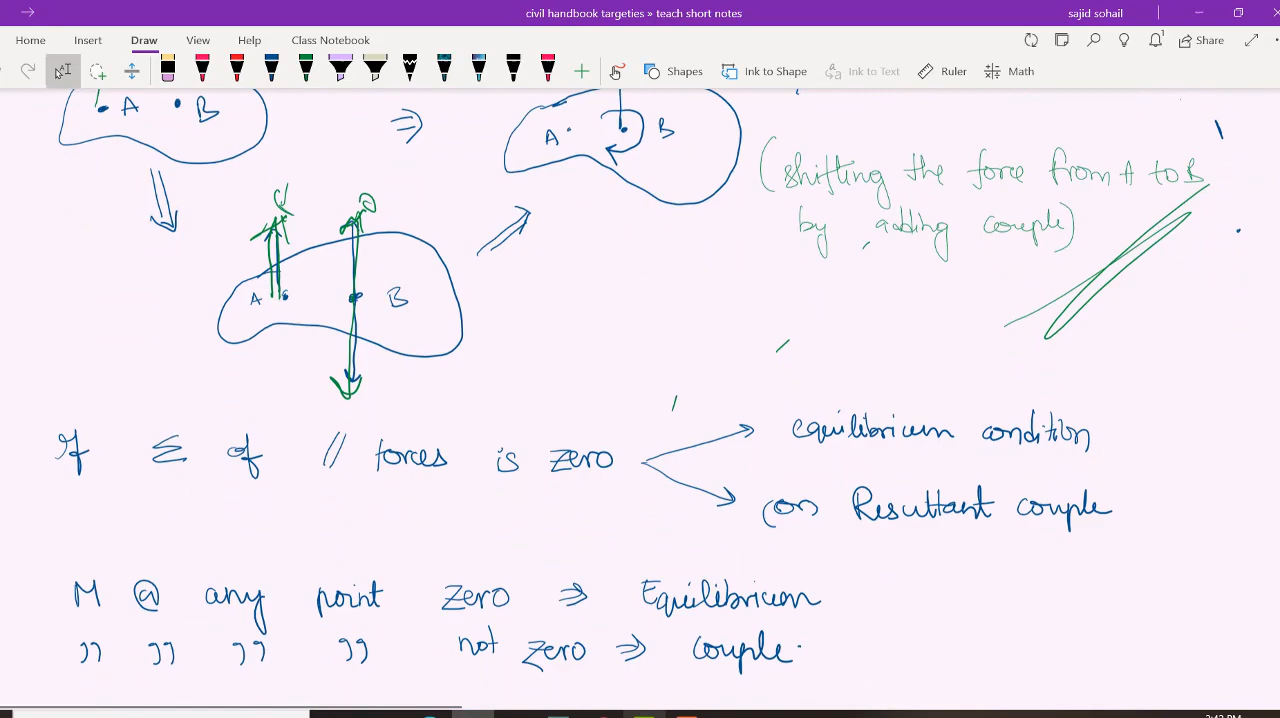 civil handbook targeties » teach short notes
sajid sohail
Home Insert Draw View Help Class Notebook
Share
Shapes Ink to Shape Ink to Text Ruler Math
A B
A B
(shifting the force from A to B
by adding couple)
A B
If Σ of // forces is zero
equilibrium condition
(or) Resultant couple
M @ any point zero ⇒ Equilibrium
,, ,, ,, ,, not zero ⇒ couple.